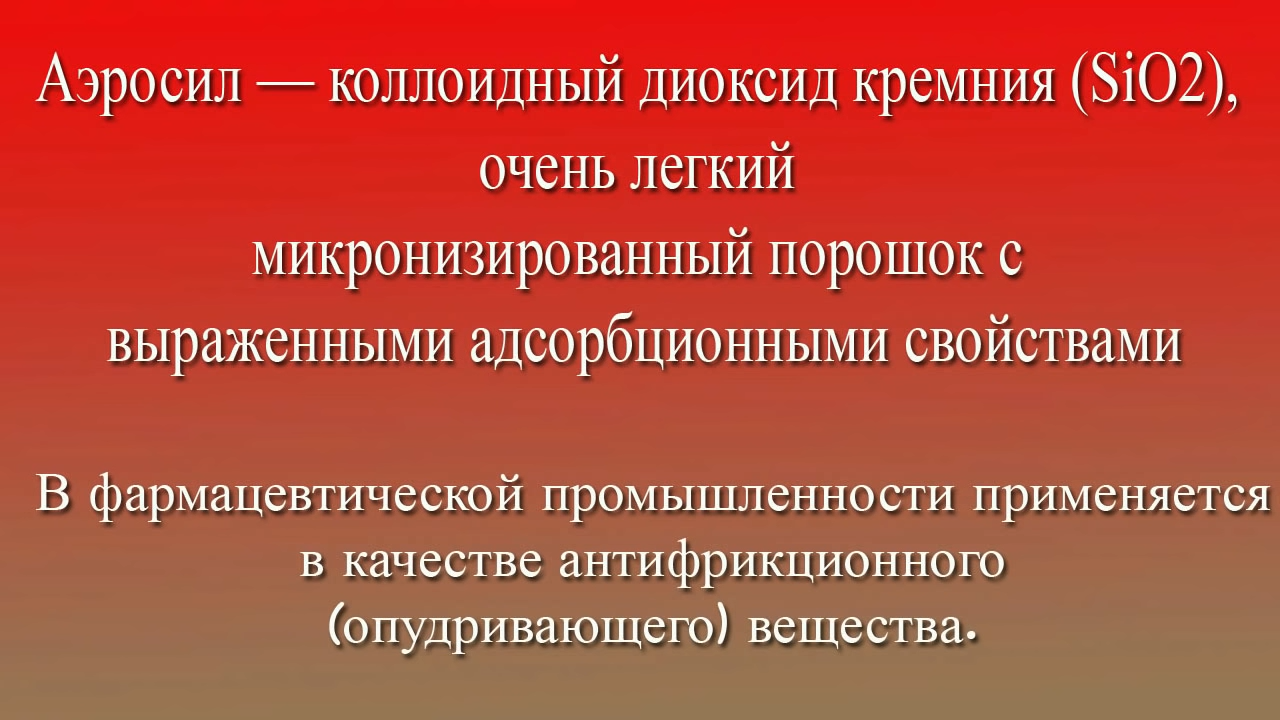 Аэросил — коллоидный диоксид кремния (SiO2),
очень легкий
микронизированный порошок с
выраженными адсорбционными свойствами
В фармацевтической промышленности применяется
в качестве антифрикционного
(опудривающего) вещества.